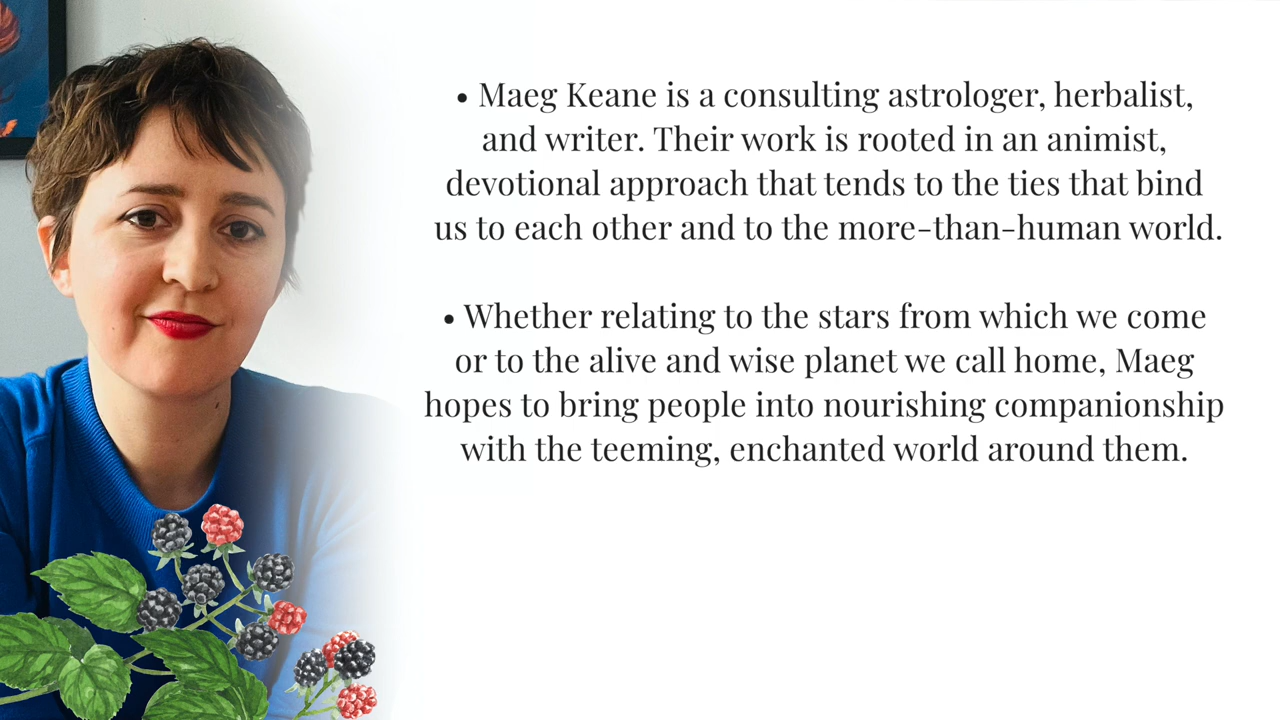 • Maeg Keane is a consulting astrologer, herbalist,
and writer. Their work is rooted in an animist,
devotional approach that tends to the ties that bind
us to each other and to the more-than-human world.
• Whether relating to the stars from which we come
or to the alive and wise planet we call home, Maeg
hopes to bring people into nourishing companionship
with the teeming, enchanted world around them.